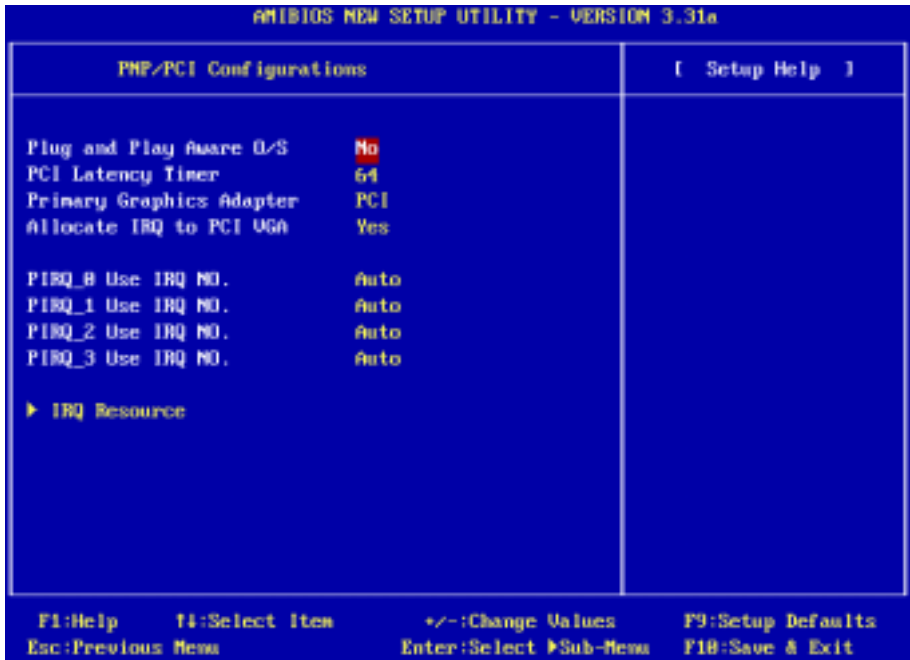 AMIBIOS NEW SETUP UTILITY - VERSION 3.31a
PNP/PCI Configurations
[ Setup Help ]
Plug and Play Aware O/S No
PCI Latency Timer 64
Primary Graphics Adapter PCI
Allocate IRQ to PCI VGA Yes
PIRQ_0 Use IRQ NO. Auto
PIRQ_1 Use IRQ NO. Auto
PIRQ_2 Use IRQ NO. Auto
PIRQ_3 Use IRQ NO. Auto
▶ IRQ Resource
F1:Help ↑↓:Select Item +/-:Change Values F9:Setup Defaults
Esc:Previous Menu Enter:Select ▶Sub-Menu F10:Save & Exit